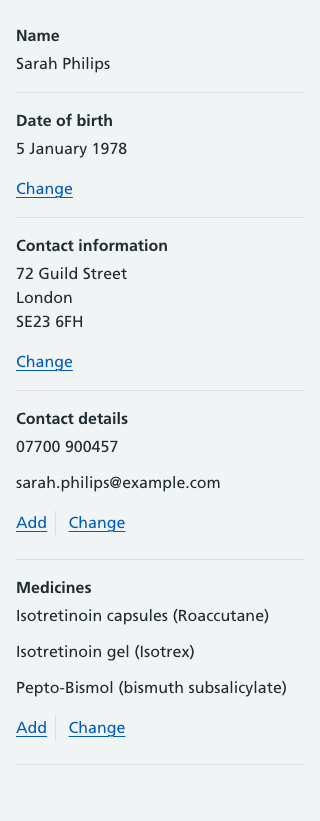 Name
Sarah Philips
Date of birth
5 January 1978
Change
Contact information
72 Guild Street
London
SE23 6FH
Change
Contact details
07700 900457
sarah.philips@example.com
Add Change
Medicines
Isotretinoin capsules (Roaccutane)
Isotretinoin gel (Isotrex)
Pepto-Bismol (bismuth subsalicylate)
Add Change